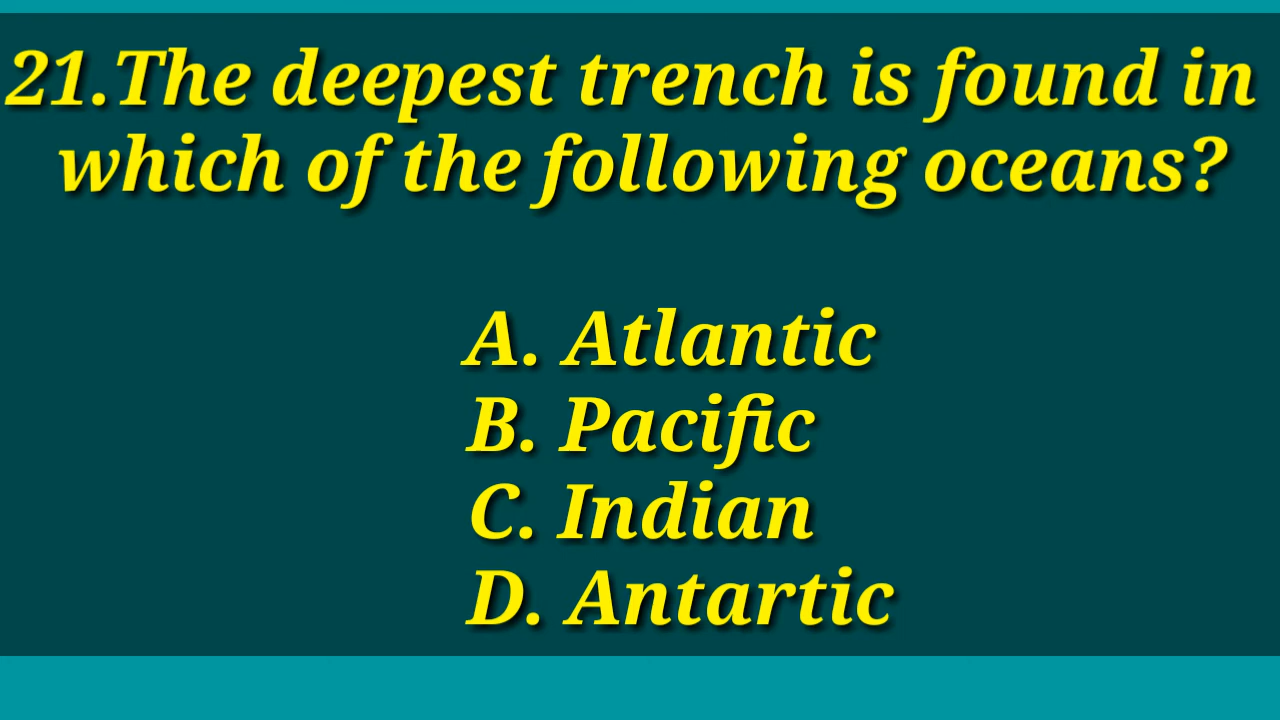 21.The deepest trench is found in
which of the following oceans?
A. Atlantic
B. Pacific
C. Indian
D. Antartic